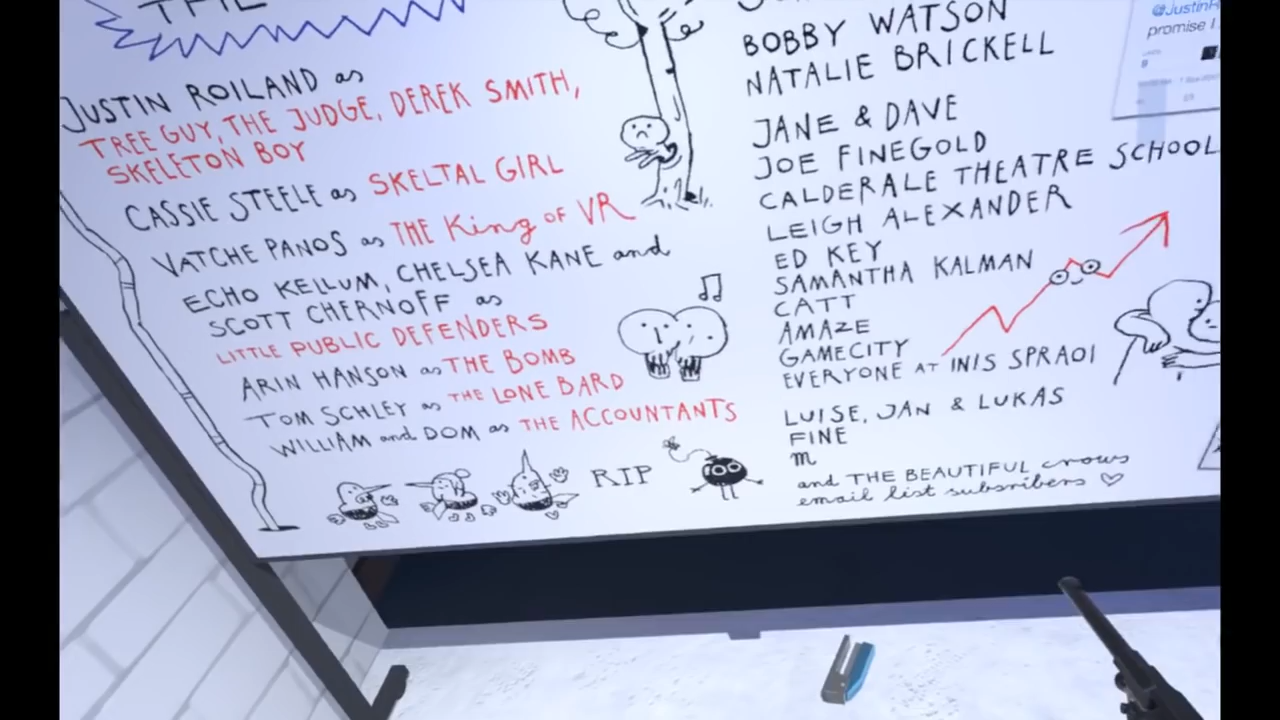 THE
JUSTIN ROILAND as
TREE GUY, THE JUDGE, DEREK SMITH,
SKELETON BOY
CASSIE STEELE as SKELTAL GIRL
VATCHE PANOS as THE King OF VR
ECHO KELLUM, CHELSEA KANE and
SCOTT CHERNOFF as
LITTLE PUBLIC DEFENDERS
ARIN HANSON as THE BOMB
TOM SCHLEY as THE LONE BARD
WILLIAM and DOM as THE ACCOUNTANTS
RIP
BOBBY WATSON
NATALIE BRICKELL
JANE & DAVE
JOE FINEGOLD
CALDERALE THEATRE SCHOOL
LEIGH ALEXANDER
ED KEY
SAMANTHA KALMAN
CATT
AMAZE
GAMECITY
EVERYONE AT INIS SPRAOI
LUISE, JAN & LUKAS
FINE
m
and THE BEAUTIFUL crows
email list subsribers ♡
@JustinR
promise I